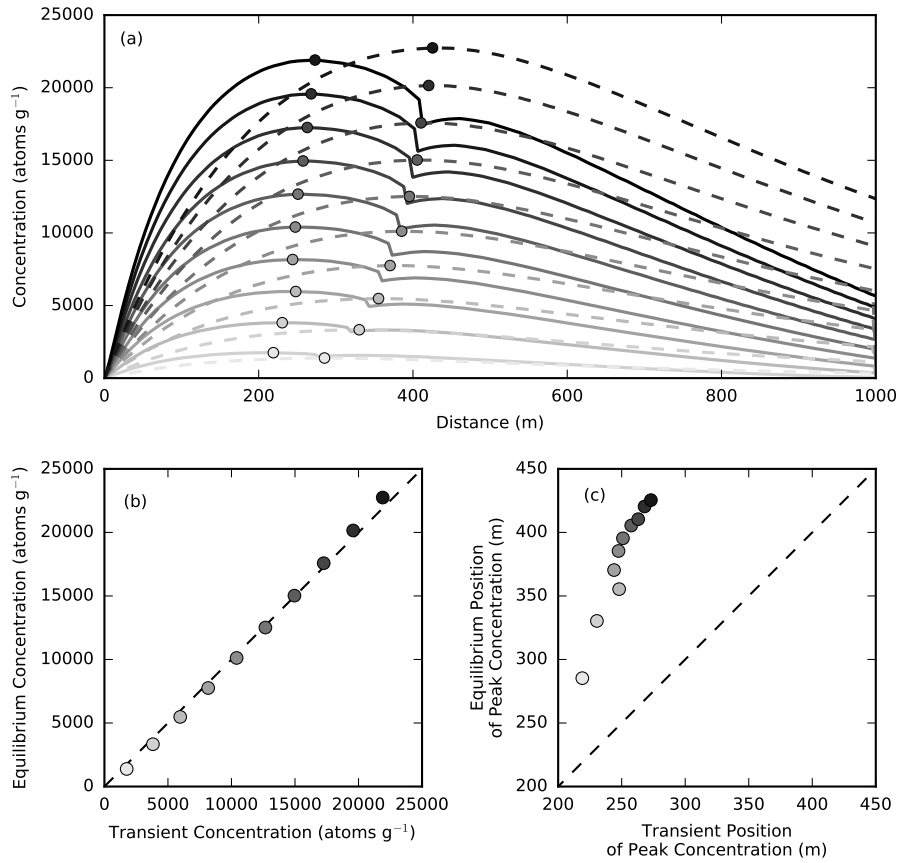 (a)
25000
20000
15000
10000
5000
0
Concentration (atoms g⁻¹)
0 200 400 600 800 1000
Distance (m)
(b)
25000
20000
15000
10000
5000
0
Equilibrium Concentration (atoms g⁻¹)
0 5000 10000 15000 20000 25000
Transient Concentration (atoms g⁻¹)
(c)
450
400
350
300
250
200
Equilibrium Position
of Peak Concentration (m)
200 250 300 350 400 450
Transient Position
of Peak Concentration (m)